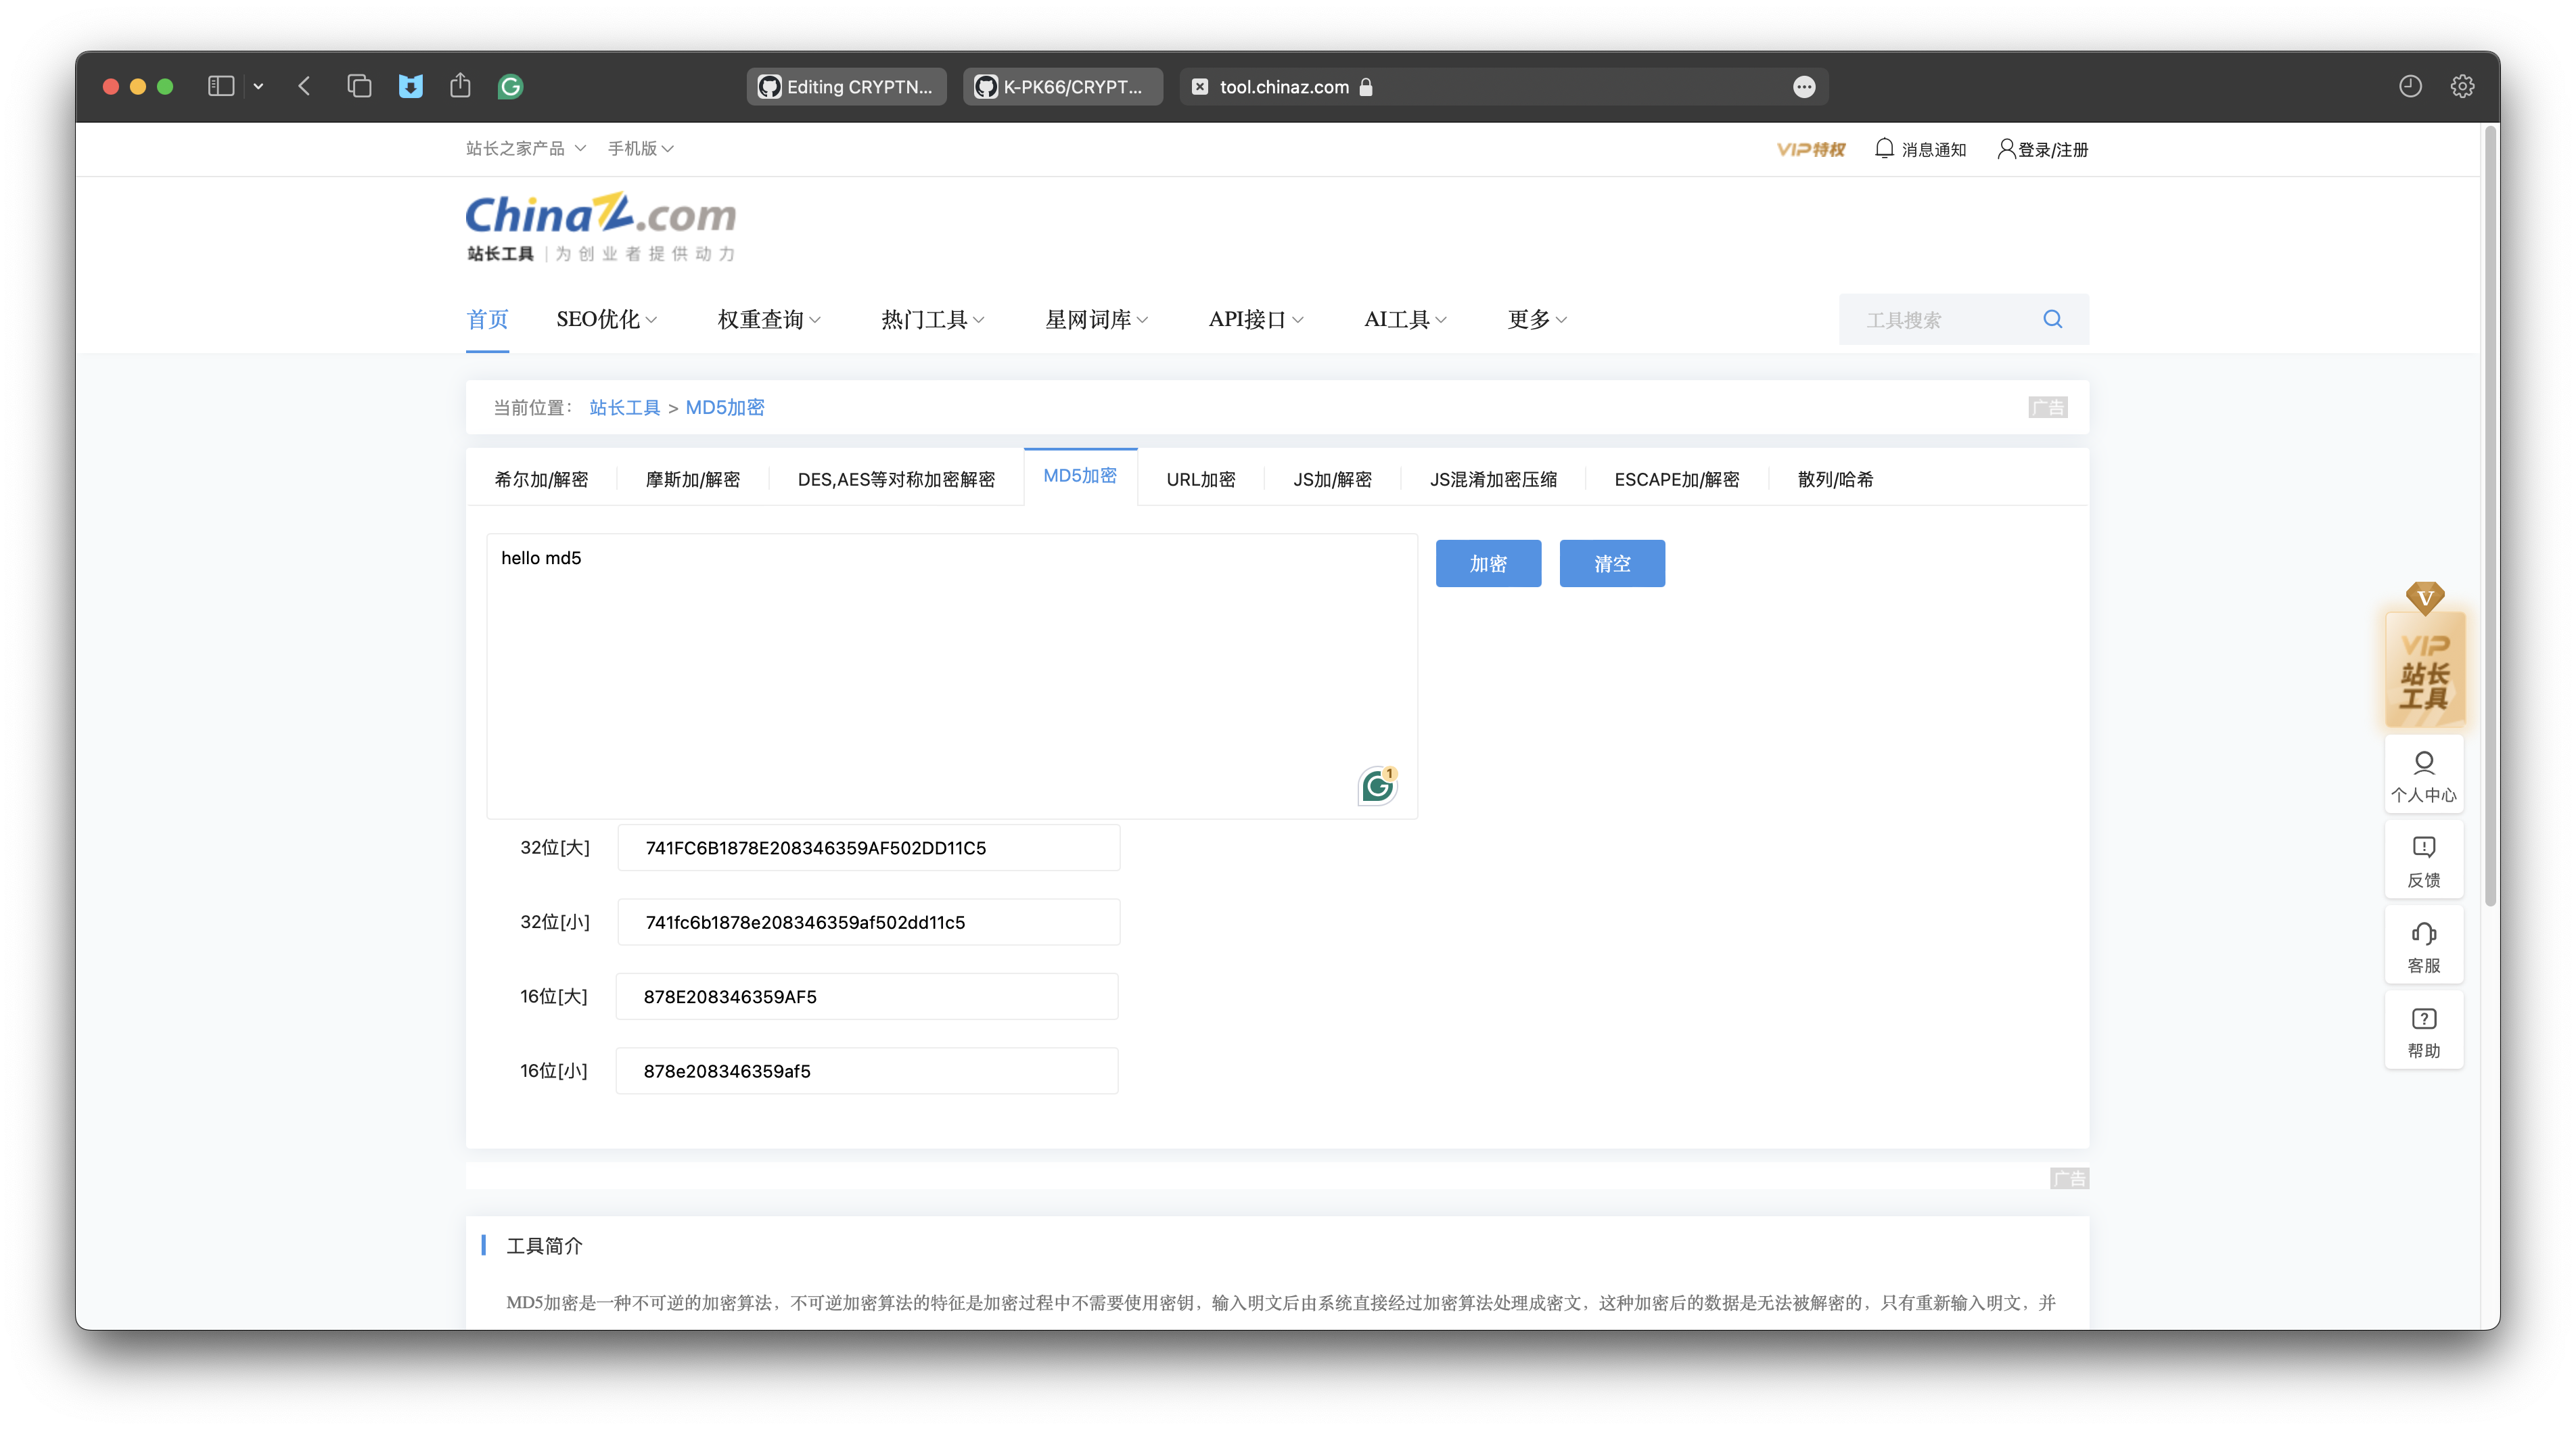 Editing CRYPTN... K-PK66/CRYPT... tool.chinaz.com
站长之家产品 手机版 VIP特权 消息通知 登录/注册
ChinaZ.com
站长工具 | 为创业者提供动力
首页 SEO优化 权重查询 热门工具 星网词库 API接口 AI工具 更多 工具搜索
当前位置： 站长工具 > MD5加密 广告
希尔加/解密 摩斯加/解密 DES,AES等对称加密解密 MD5加密 URL加密 JS加/解密 JS混淆加密压缩 ESCAPE加/解密 散列/哈希
hello md5
加密 清空
1
32位[大] 741FC6B1878E208346359AF502DD11C5
32位[小] 741fc6b1878e208346359af502dd11c5
16位[大] 878E208346359AF5
16位[小] 878e208346359af5
广告
工具简介
MD5加密是一种不可逆的加密算法，不可逆加密算法的特征是加密过程中不需要使用密钥，输入明文后由系统直接经过加密算法处理成密文，这种加密后的数据是无法被解密的，只有重新输入明文，并
V
VIP
站长
工具
个人中心
反馈
客服
帮助